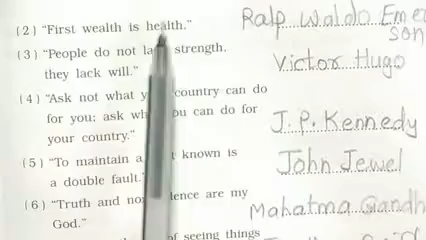 (2) "First wealth is health." Ralph Waldo Emer
son
(3) "People do not la strength.
they lack will." Victor Hugo
(4) "Ask not what y country can do
for you; ask wh ou can do for
your country." J. P. Kennedy
(5) "To maintain a t known is
a double fault." John Jewel
(6) "Truth and no lence are my
God." Mahatma Gandh
of seeing things